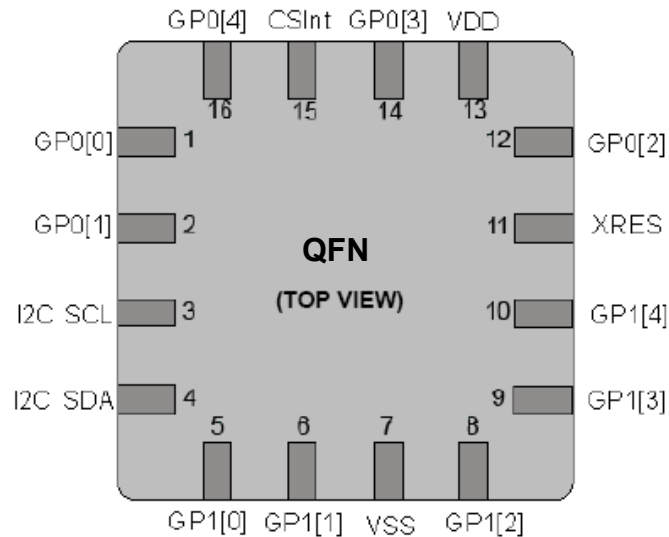 GP0[4] CSInt GP0[3] VDD
16 15 14 13
GP0[0] 1 12 GP0[2]
GP0[1] 2 11 XRES
QFN
(TOP VIEW)
I2C SCL 3 10 GP1[4]
I2C SDA 4 9 GP1[3]
5 6 7 8
GP1[0] GP1[1] VSS GP1[2]